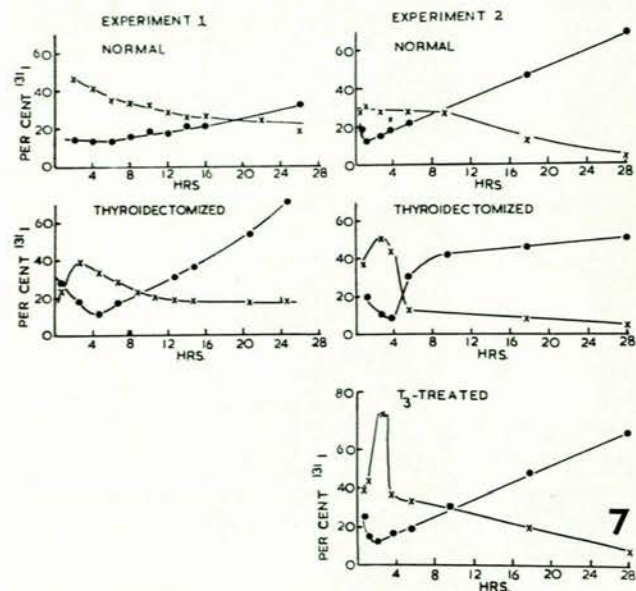 EXPERIMENT 1
NORMAL
PER CENT 131I
60
40
20
4 8 12 16 20 24 28
HRS.
EXPERIMENT 2
NORMAL
60
40
20
4 8 12 16 20 24 28
HRS.
THYROIDECTOMIZED
PER CENT 131I
60
40
20
4 8 12 16 20 24 28
HRS.
THYROIDECTOMIZED
60
40
20
4 8 12 16 20 24 28
HRS.
T3-TREATED
PER CENT 131I
80
60
40
20
0
4 8 12 16 20 24 28
HRS.
7